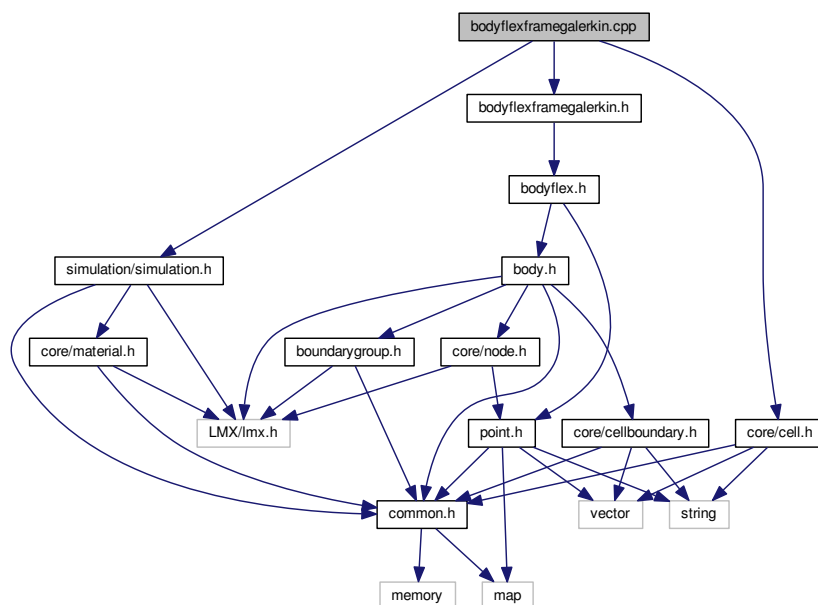 bodyflexframegalerkin.cpp
bodyflexframegalerkin.h
bodyflex.h
simulation/simulation.h
body.h
core/material.h
boundarygroup.h
core/node.h
LMX/lmx.h
point.h
core/cellboundary.h
core/cell.h
common.h
vector
string
memory
map